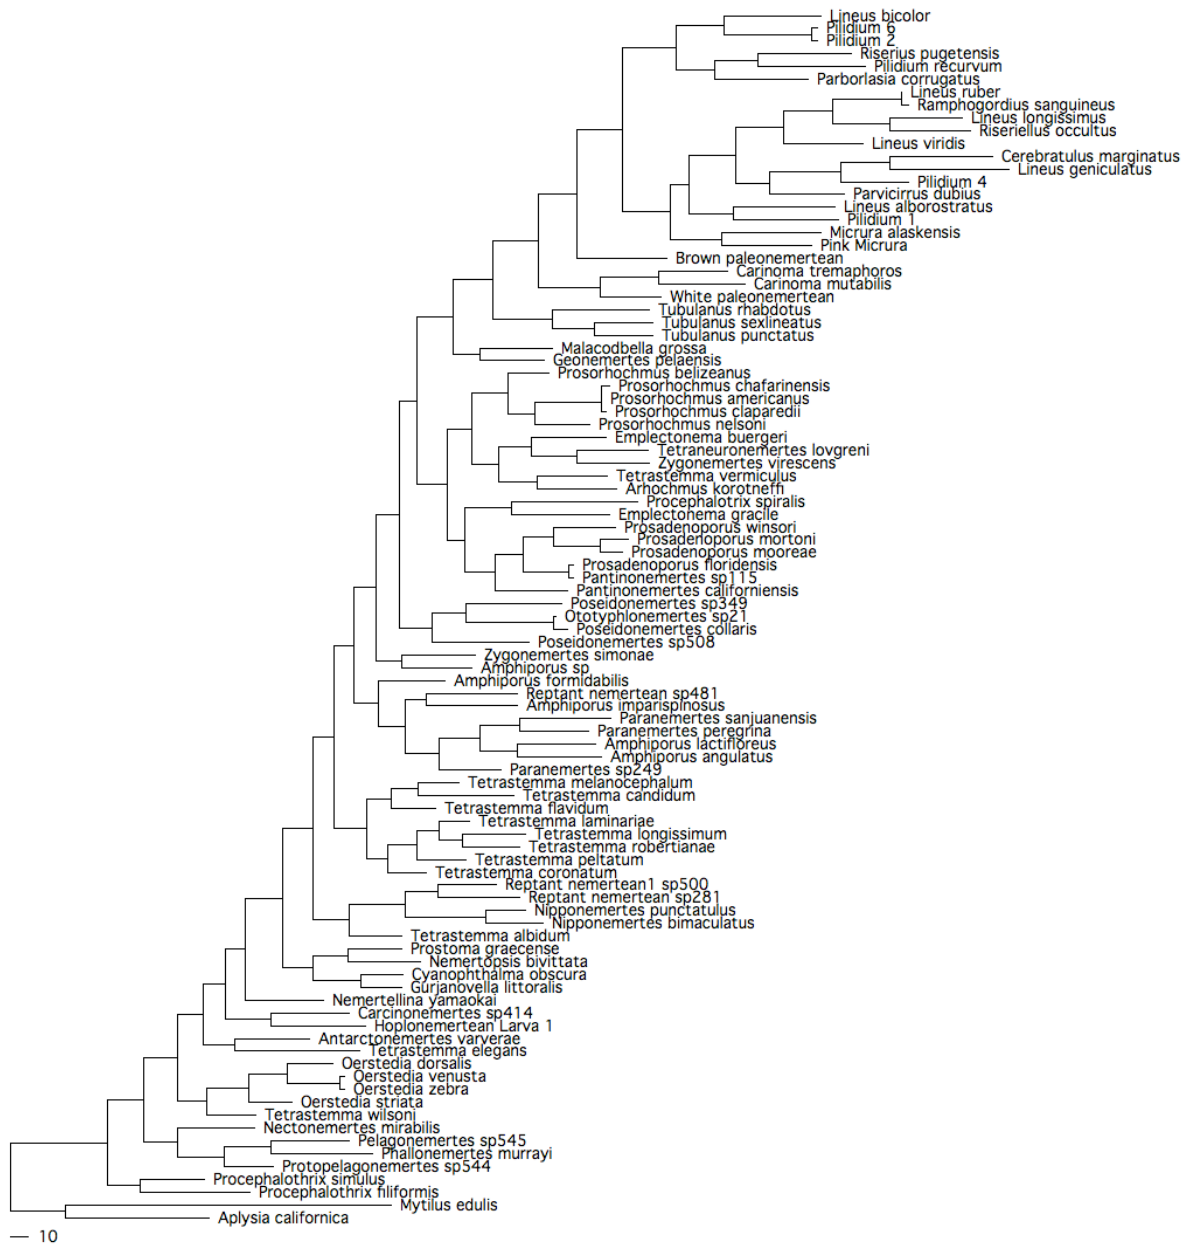 Lineus bicolor
Pilidium 6
Pilidium 2
Riserius pugetensis
Pilidium recurvum
Parborlasia corrugatus
Lineus ruber
Ramphogordius sanguineus
Lineus longissimus
Riseriellus occultus
Lineus viridis
Cerebratulus marginatus
Lineus geniculatus
Pilidium 4
Parvicirrus dubius
Lineus alborostratus
Pilidium 1
Micrura alaskensis
Pink Micrura
Brown paleonemertean
Carinoma tremaphoros
Carinoma mutabilis
White paleonemertean
Tubulanus rhabdotus
Tubulanus sexlineatus
Tubulanus punctatus
Malacodbella grossa
Geonemertes pelaensis
Prosorhochmus belizeanus
Prosorhochmus chafarinensis
Prosorhochmus americanus
Prosorhochmus claparedii
Prosorhochmus nelsoni
Emplectonema buergeri
Tetraneuronemertes lovgreni
Zygonemertes virescens
Tetrastemma vermiculus
Arhochmus korotneffi
Procephalotrix spiralis
Emplectonema gracile
Prosadenoporus winsori
Prosadenoporus mortoni
Prosadenoporus mooreae
Prosadenoporus floridensis
Pantinonemertes sp115
Pantinonemertes californiensis
Poseidonemertes sp349
Ototyphlonemertes sp21
Poseidonemertes collaris
Poseidonemertes sp508
Zygonemertes simonae
Amphiporus sp
Amphiporus formidabilis
Reptant nemertean sp481
Amphiporus imparispinosus
Paranemertes sanjuanensis
Paranemertes peregrina
Amphiporus lactifloreus
Amphiporus angulatus
Paranemertes sp249
Tetrastemma melanocephalum
Tetrastemma candidum
Tetrastemma flavidum
Tetrastemma laminariae
Tetrastemma longissimum
Tetrastemma robertianae
Tetrastemma peltatum
Tetrastemma coronatum
Reptant nemertean1 sp500
Reptant nemertean sp281
Nipponemertes punctatulus
Nipponemertes bimaculatus
Tetrastemma albidum
Prostoma graecense
Nemertopsis bivittata
Cyanophthalma obscura
Gurjanovella littoralis
Nemertellina yamaokai
Carcinonemertes sp414
Hoplonemertean Larva 1
Antarctonemertes varverae
Tetrastemma elegans
Oerstedia dorsalis
Oerstedia venusta
Oerstedia zebra
Oerstedia striata
Tetrastemma wilsoni
Nectonemertes mirabilis
Pelagonemertes sp545
Phallonemertes murrayi
Protopelagonemertes sp544
Procephalothrix simulus
Procephalothrix filiformis
Mytilus edulis
Aplysia californica
10